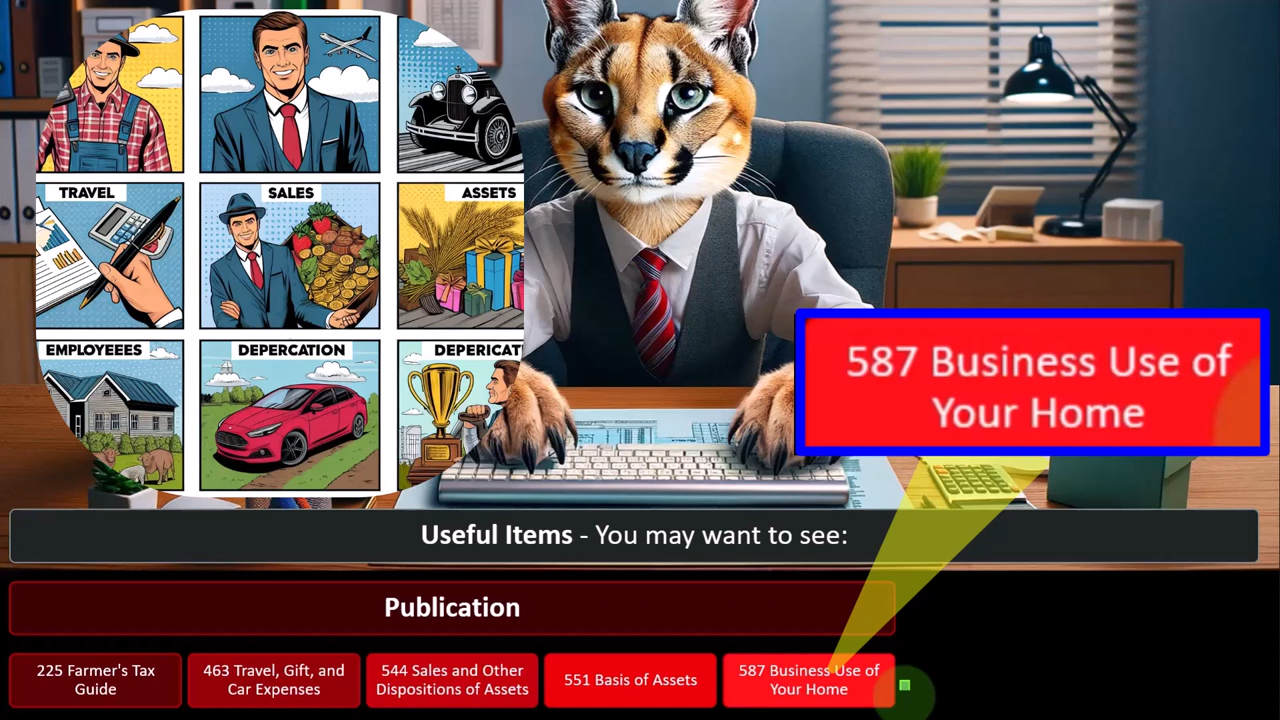 TRAVEL
SALES
ASSETS
EMPLOYEEES
DEPERCATION
DEPERICAT
587 Business Use of
Your Home
Useful Items - You may want to see:
Publication
225 Farmer's Tax
Guide
463 Travel, Gift, and
Car Expenses
544 Sales and Other
Dispositions of Assets
551 Basis of Assets
587 Business Use of
Your Home